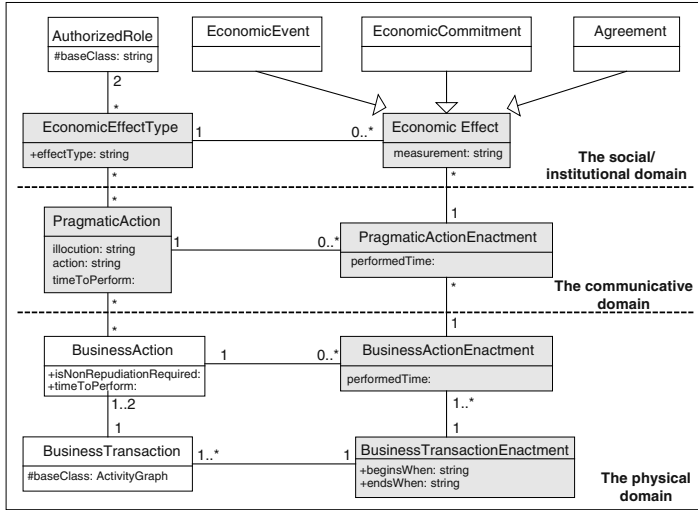 AuthorizedRole
#baseClass: string
EconomicEvent
EconomicCommitment
Agreement
2
*
EconomicEffectType
+effectType: string
1
0..*
Economic Effect
measurement: string
The social/
institutional domain
*
*
*
1
PragmaticAction
illocution: string
action: string
timeToPerform:
1
0..*
PragmaticActionEnactment
performedTime:
The communicative
domain
*
*
*
1
BusinessAction
+isNonRepudiationRequired:
+timeToPerform:
1
0..*
BusinessActionEnactment
performedTime:
1..2
1
1..*
1
BusinessTransaction
#baseClass: ActivityGraph
1..*
1
BusinessTransactionEnactment
+beginsWhen: string
+endsWhen: string
The physical
domain